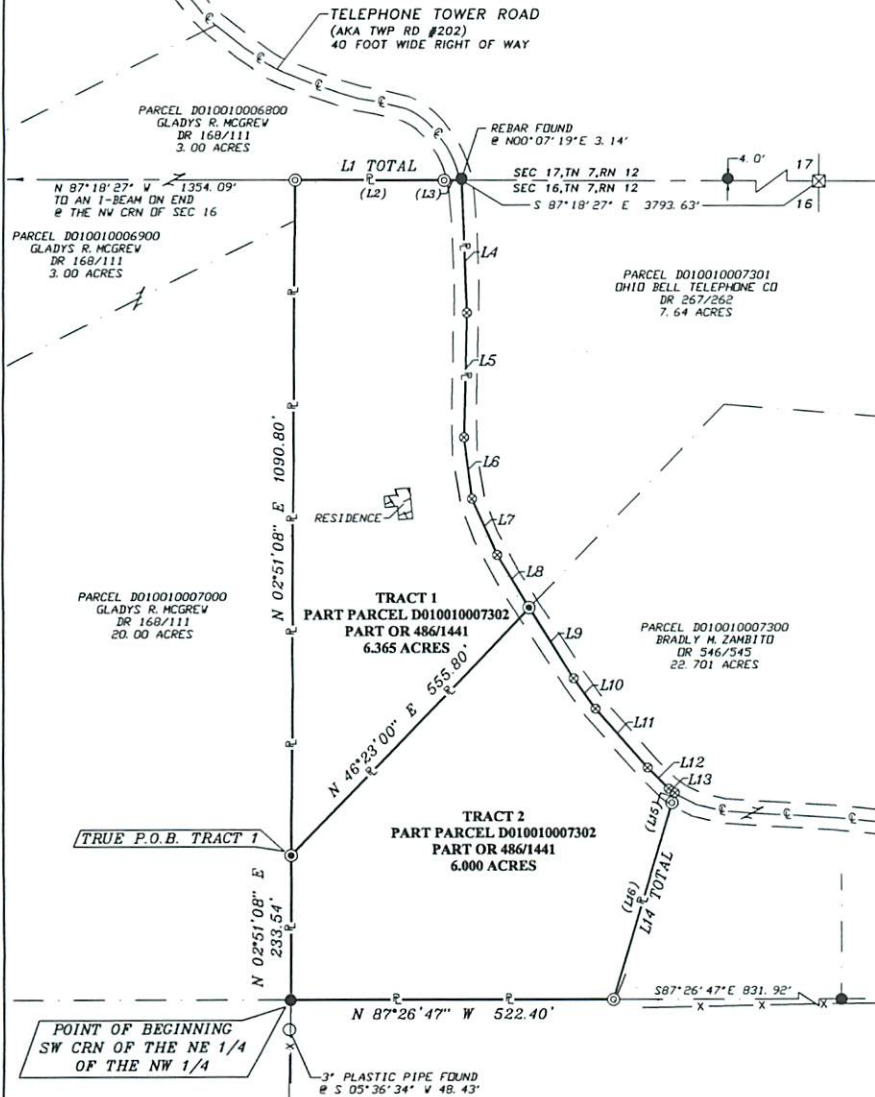 TELEPHONE TOWER ROAD
(AKA TWP RD #202)
40 FOOT WIDE RIGHT OF WAY
PARCEL D010010006800
GLADYS R. MCGREW
DR 168/111
3.00 ACRES
REBAR FOUND
@ N00°07'19"E 3.14'
L1 TOTAL
(L2)
(L3)
SEC 17,TN 7,RN 12
SEC 16,TN 7,RN 12
4.0'
17
16
N 87°18'27" W 1354.09'
TO AN I-BEAM ON END
@ THE NW CRN OF SEC 16
S 87°18'27" E 3793.63'
PARCEL D010010006900
GLADYS R. MCGREW
DR 168/111
3.00 ACRES
L4
PARCEL D010010007301
OHIO BELL TELEPHONE CO
DR 267/262
7.64 ACRES
L5
N 02°51'08" E 1090.80'
L6
RESIDENCE
L7
L8
PARCEL D010010007000
GLADYS R. MCGREW
DR 168/111
20.00 ACRES
TRACT 1
PART PARCEL D010010007302
PART OR 486/1441
6.365 ACRES
L9
PARCEL D010010007300
BRADLY M. ZAMBITO
OR 546/545
22.701 ACRES
L10
N 46°23'00" E 555.80'
L11
L12
L13
(L15)
TRUE P.O.B. TRACT 1
TRACT 2
PART PARCEL D010010007302
PART OR 486/1441
6.000 ACRES
(L16)
L14 TOTAL
N 02°51'08" E
233.54'
S87°26'47"E 831.92'
N 87°26'47" W 522.40'
POINT OF BEGINNING
SW CRN OF THE NE 1/4
OF THE NW 1/4
3" PLASTIC PIPE FOUND
@ S 05°36'34" W 48.43'